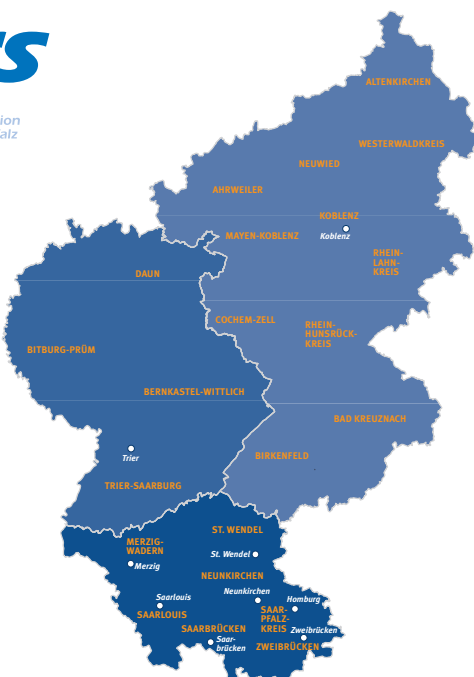 ALTENKIRCHEN
WESTERWALDKREIS
NEUWIED
AHRWEILER
KOBLENZ
Koblenz
MAYEN-KOBLENZ
RHEIN-
LAHN-
KREIS
DAUN
COCHEM-ZELL
RHEIN-
HUNSRÜCK-
KREIS
BITBURG-PRÜM
BERNKASTEL-WITTLICH
BAD KREUZNACH
Trier
BIRKENFELD
TRIER-SAARBURG
ST. WENDEL
MERZIG-
WADERN
St. Wendel
Merzig
NEUNKIRCHEN
Neunkirchen
Saarlouis
Homburg
SAARLOUIS
SAAR-
PFALZ-
KREIS
SAARBRÜCKEN
Saar-
brücken
Zweibrücken
ZWEIBRÜCKEN